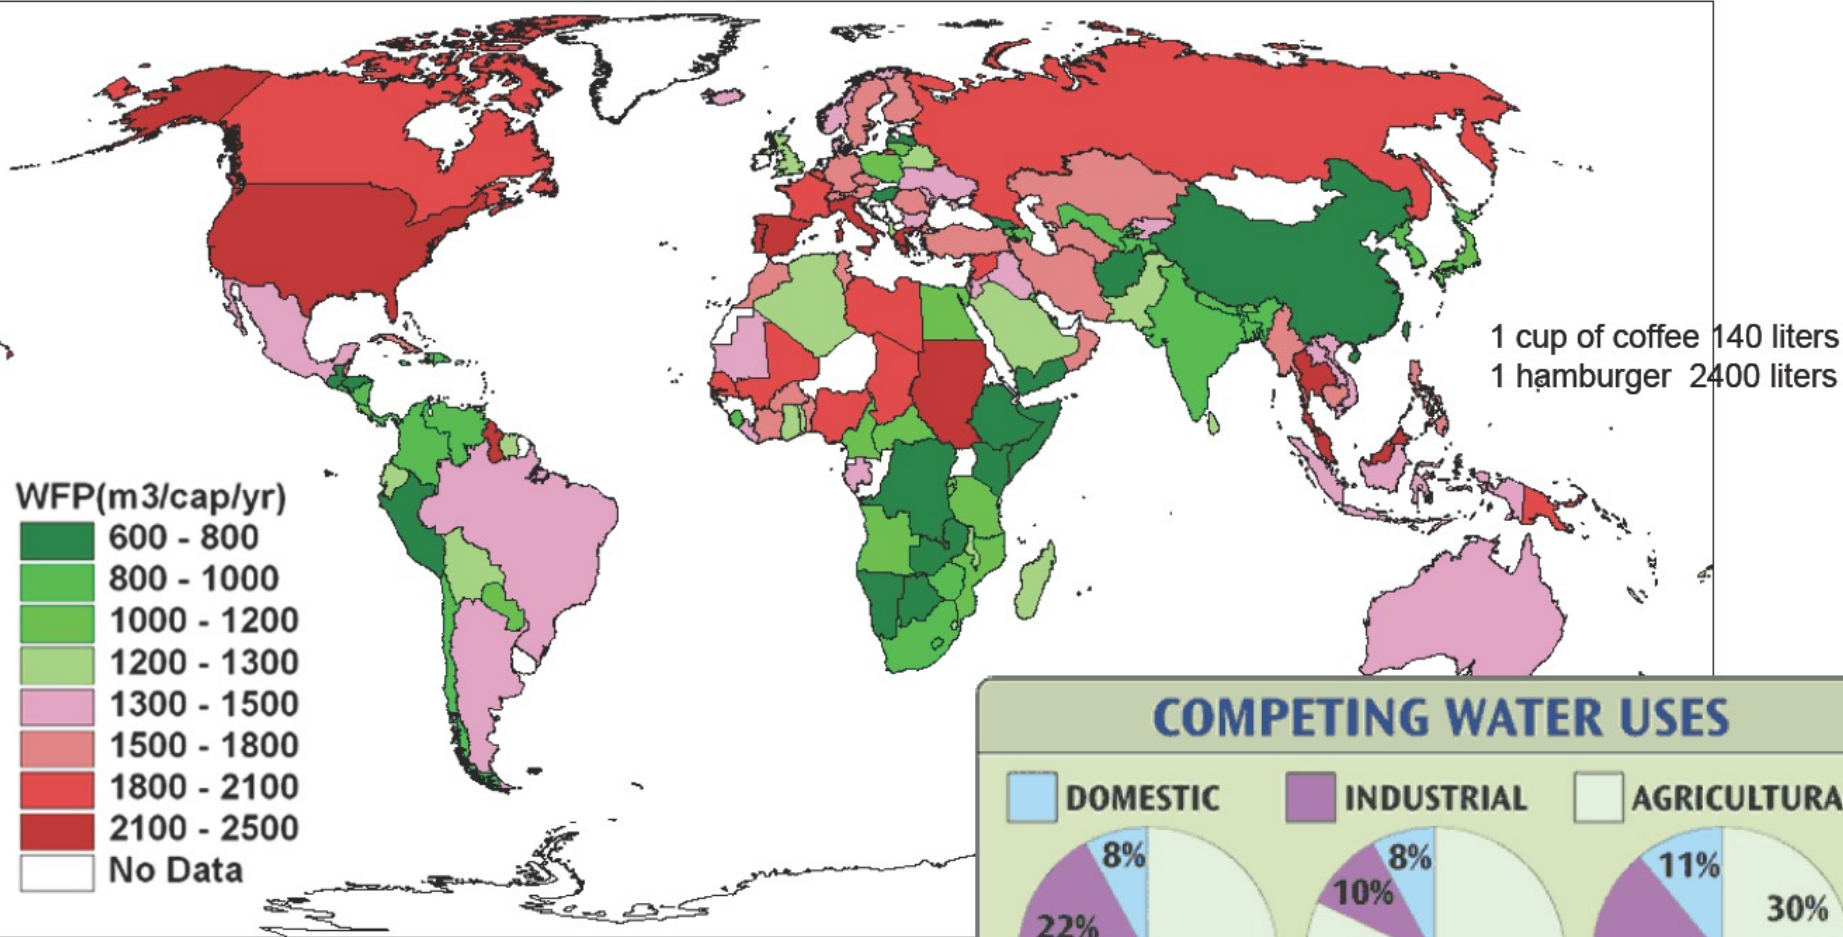 1 cup of coffee 140 liters
1 hamburger 2400 liters
WFP(m3/cap/yr)
600 - 800
800 - 1000
1000 - 1200
1200 - 1300
1300 - 1500
1500 - 1800
1800 - 2100
2100 - 2500
No Data
COMPETING WATER USES
DOMESTIC INDUSTRIAL AGRICULTURA
8% 8% 11%
10% 30%
22%